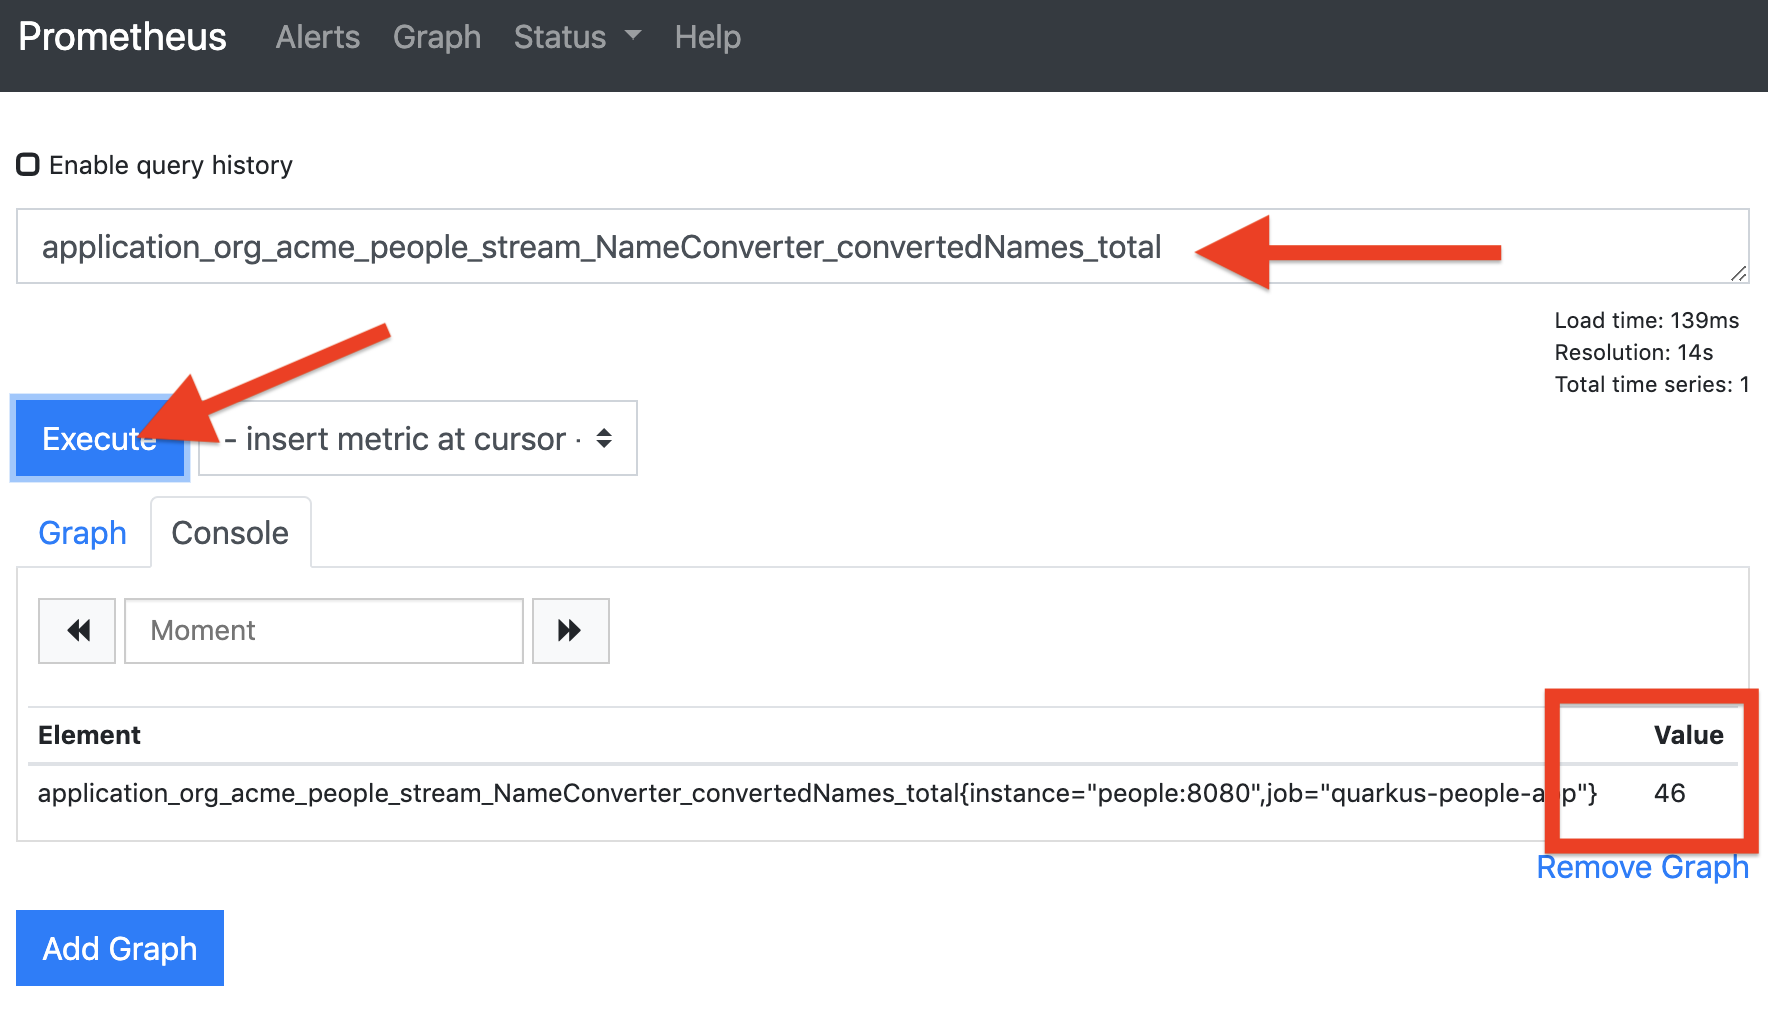 Prometheus Alerts Graph Status Help
Enable query history
application_org_acme_people_stream_NameConverter_convertedNames_total
Load time: 139ms
Resolution: 14s
Total time series: 1
Execute - insert metric at cursor -
Graph Console
Moment
Element Value
application_org_acme_people_stream_NameConverter_convertedNames_total{instance="people:8080",job="quarkus-people-app"} 46
Remove Graph
Add Graph